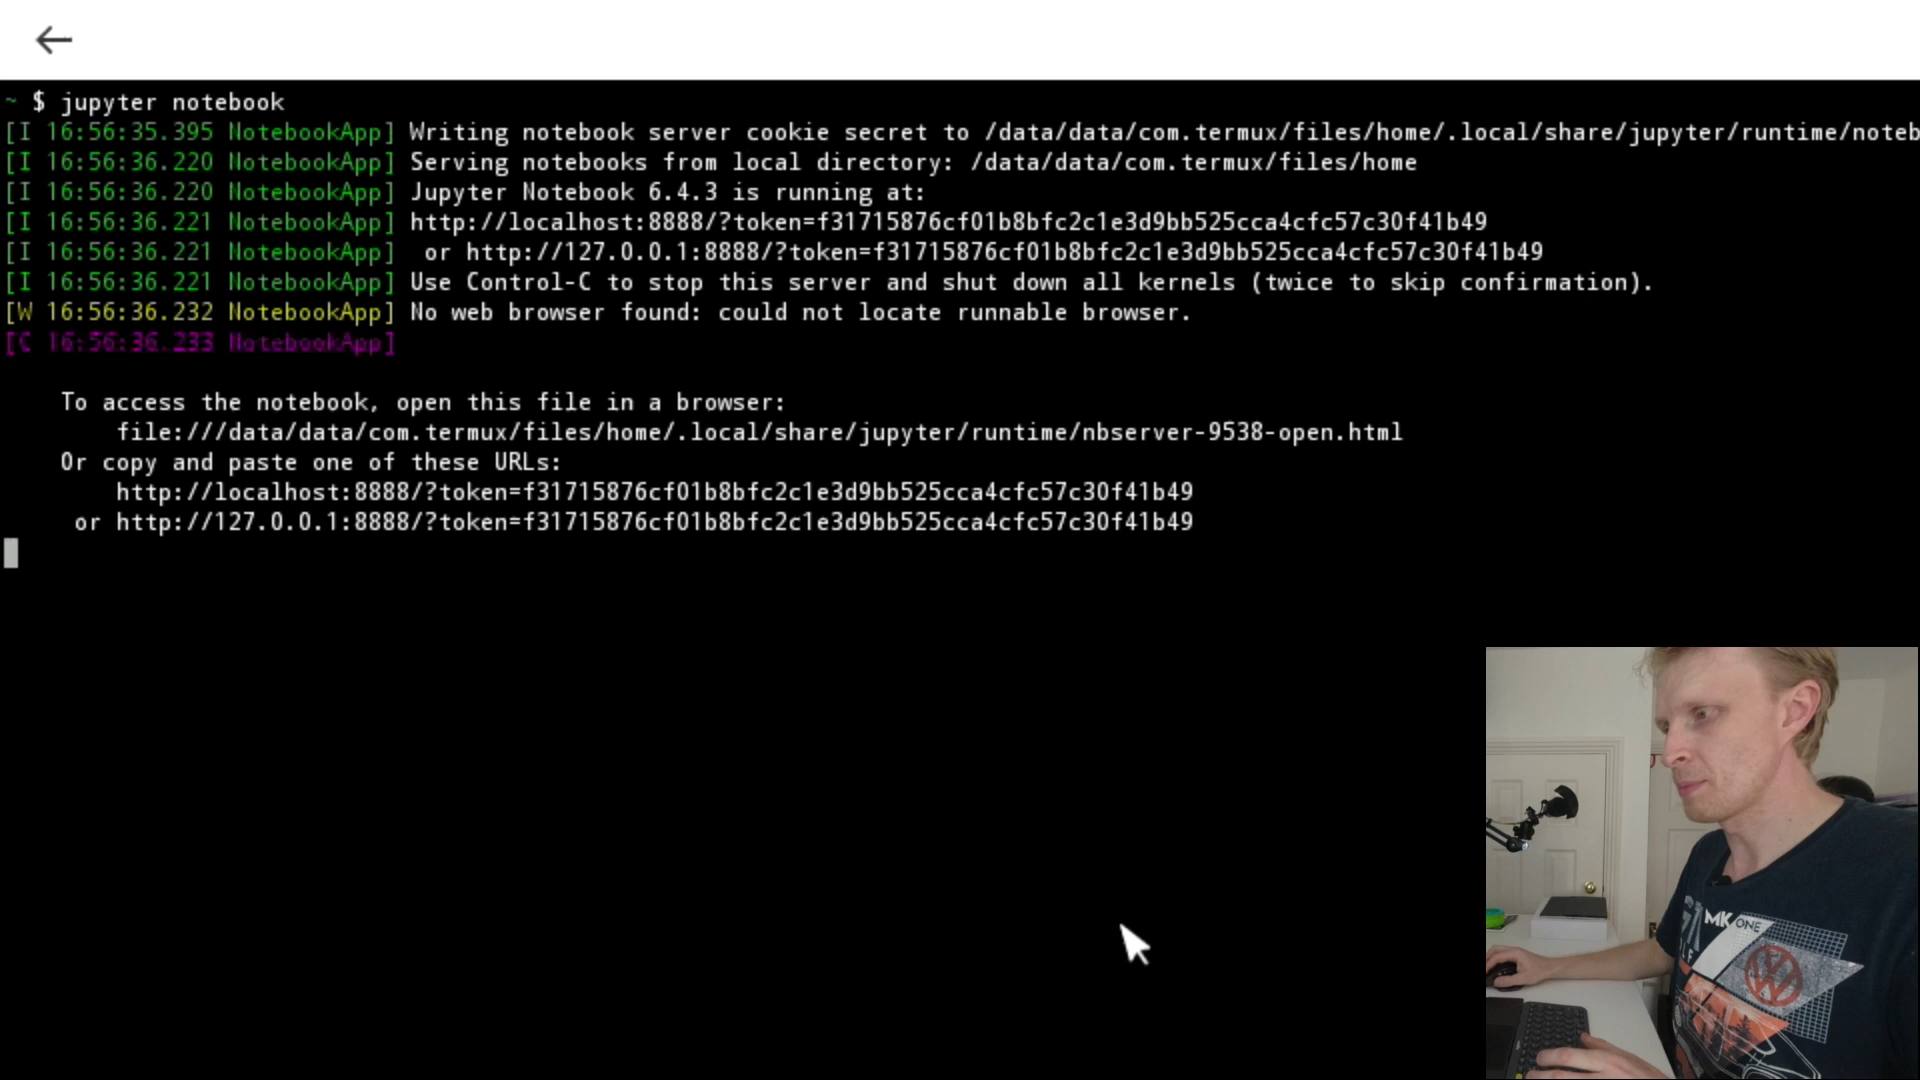 ~ $ jupyter notebook
[I 16:56:35.395 NotebookApp] Writing notebook server cookie secret to /data/data/com.termux/files/home/.local/share/jupyter/runtime/noteb
[I 16:56:36.220 NotebookApp] Serving notebooks from local directory: /data/data/com.termux/files/home
[I 16:56:36.220 NotebookApp] Jupyter Notebook 6.4.3 is running at:
[I 16:56:36.221 NotebookApp] http://localhost:8888/?token=f31715876cf01b8bfc2c1e3d9bb525cca4cfc57c30f41b49
[I 16:56:36.221 NotebookApp]  or http://127.0.0.1:8888/?token=f31715876cf01b8bfc2c1e3d9bb525cca4cfc57c30f41b49
[I 16:56:36.221 NotebookApp] Use Control-C to stop this server and shut down all kernels (twice to skip confirmation).
[W 16:56:36.232 NotebookApp] No web browser found: could not locate runnable browser.
[C 16:56:36.233 NotebookApp]
To access the notebook, open this file in a browser:
file:///data/data/com.termux/files/home/.local/share/jupyter/runtime/nbserver-9538-open.html
Or copy and paste one of these URLs:
http://localhost:8888/?token=f31715876cf01b8bfc2c1e3d9bb525cca4cfc57c30f41b49
or http://127.0.0.1:8888/?token=f31715876cf01b8bfc2c1e3d9bb525cca4cfc57c30f41b49
MK ONE